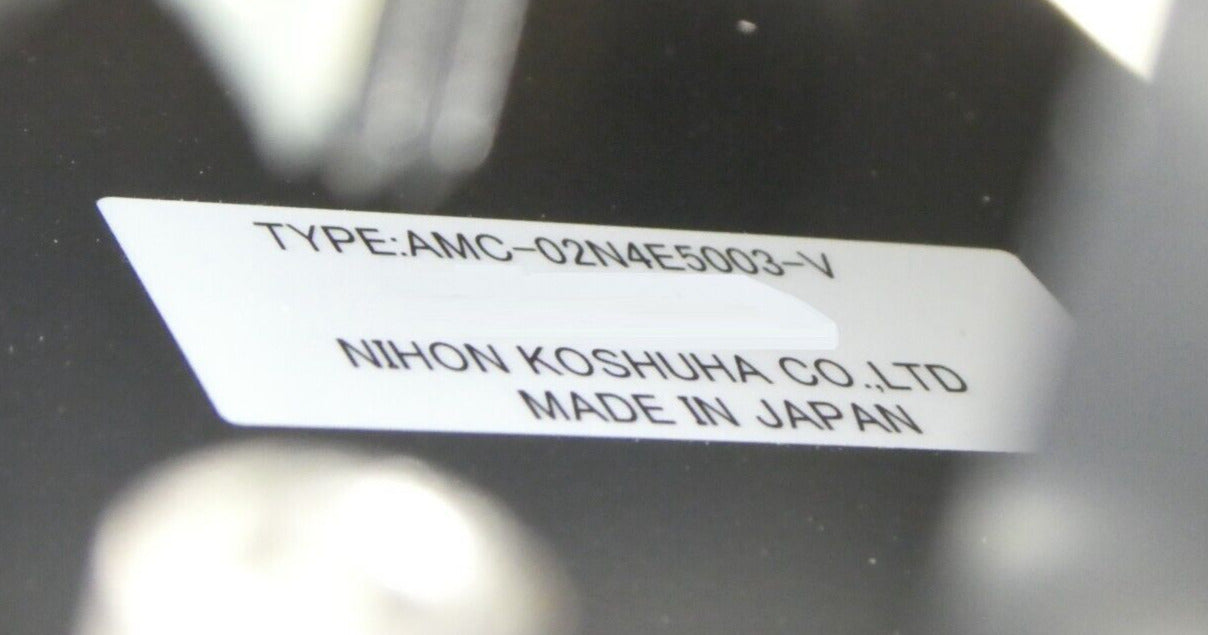 TYPE:AMC-02N4E5003-V
NIHON KOSHUHA CO.,LTD
MADE IN JAPAN